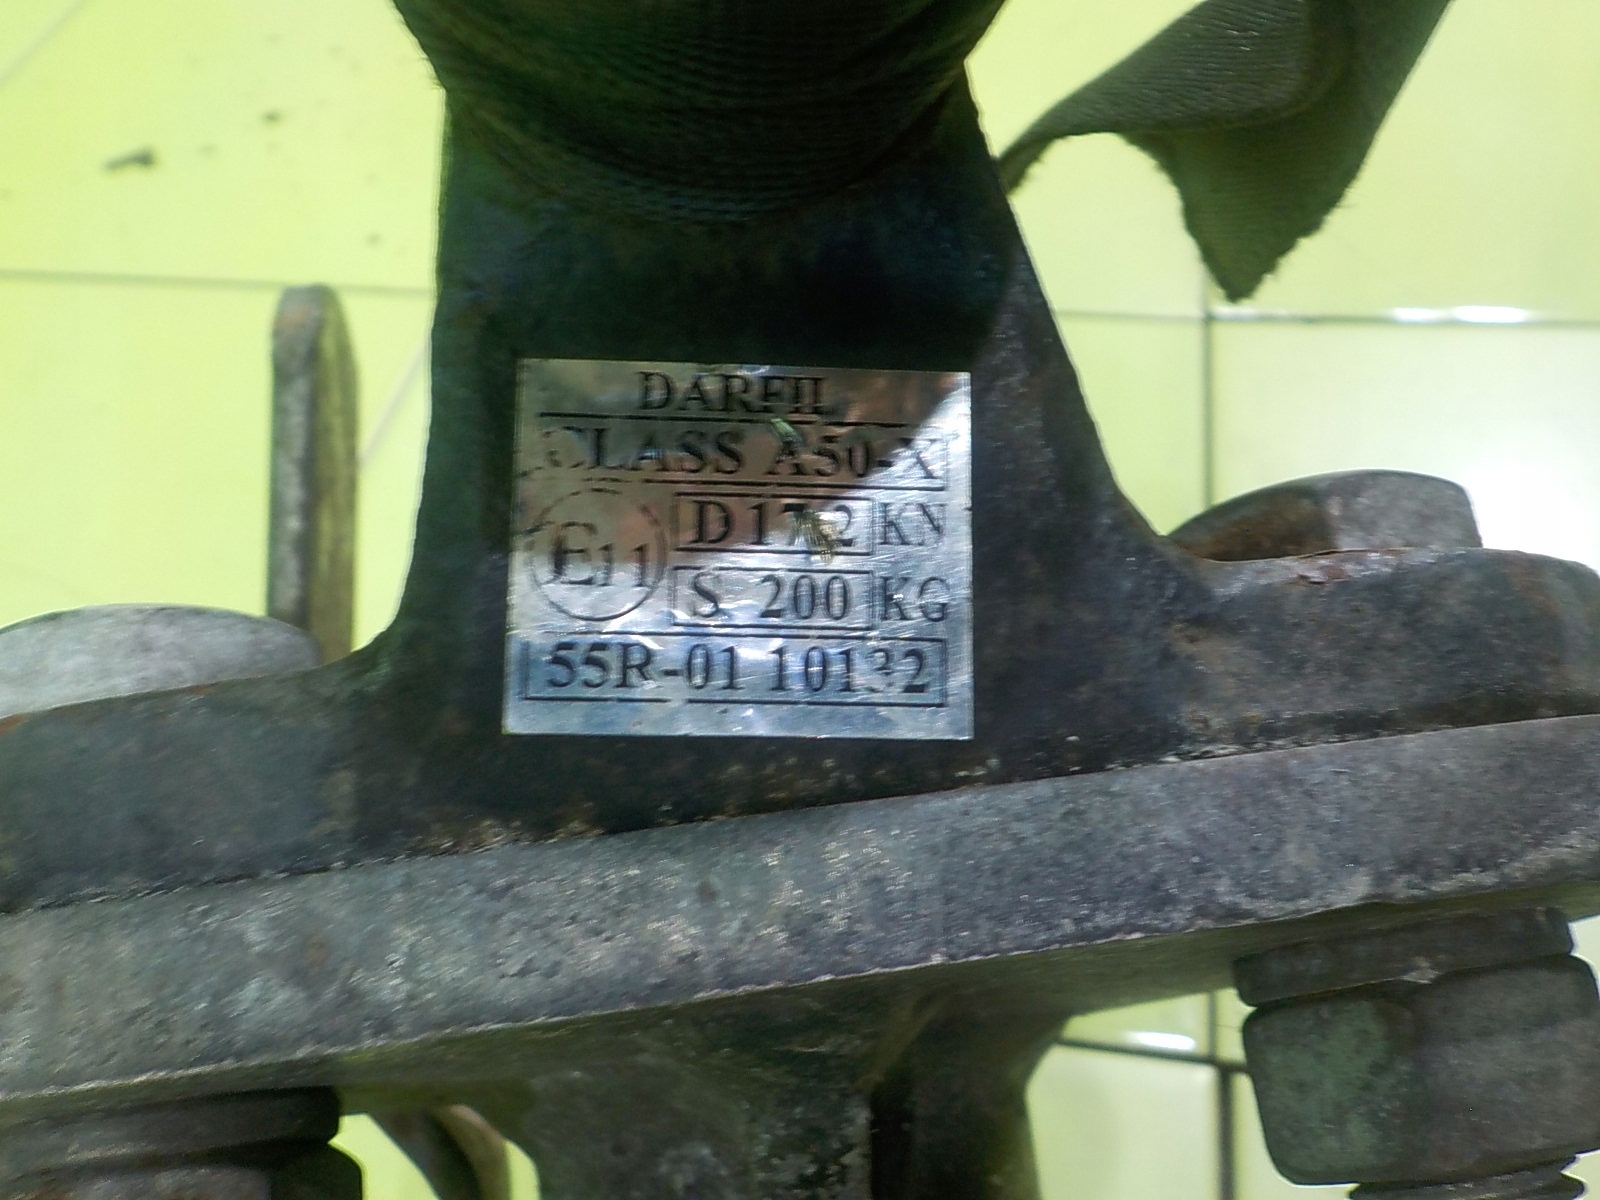 DARFIL
CLASS A50-X
E11
D 17,2 KN
S 200 KG
55R-01 10132